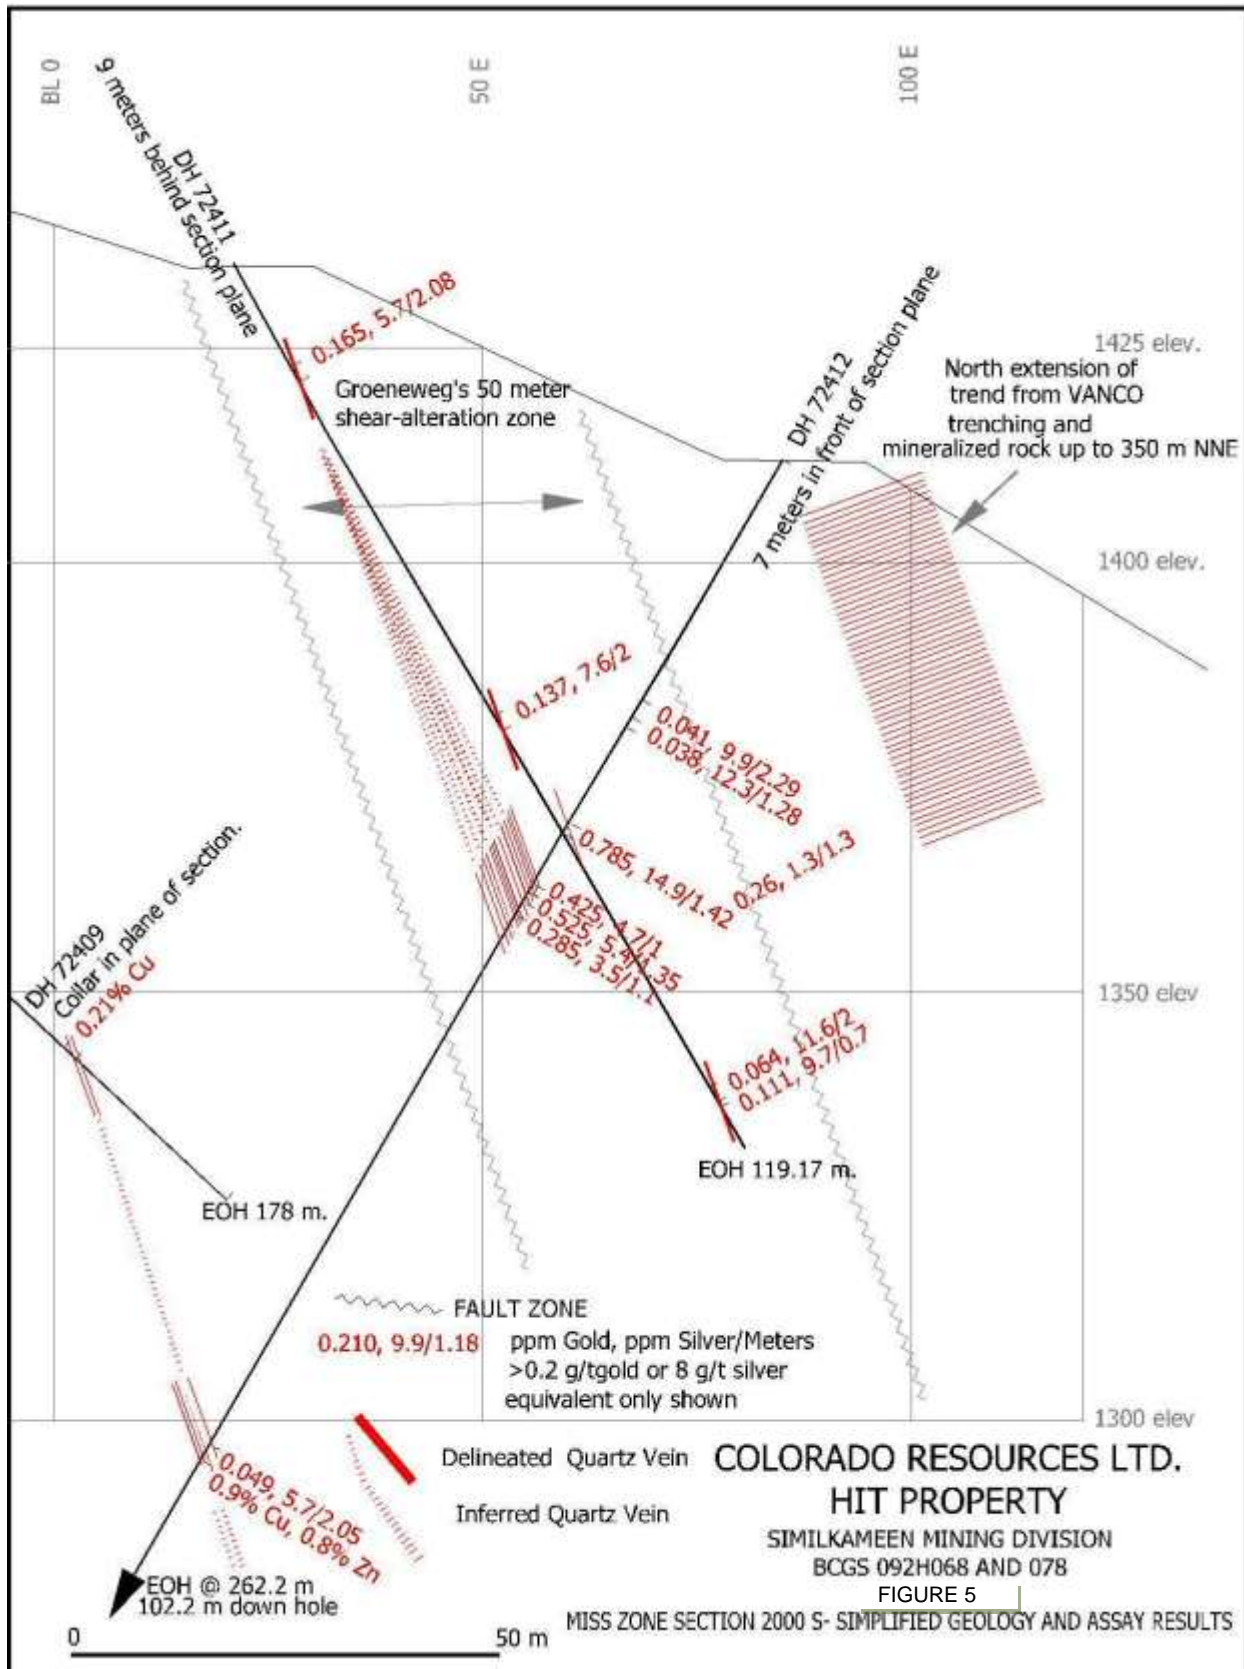 BL 0
50 E
100 E
9 meters behind section plane
DH 72411
0.165, 5.7/2.08
Groeneweg's 50 meter
shear-alteration zone
DH 72412
7 meters in front of section plane
1425 elev.
North extension of
trend from VANCO
trenching and
mineralized rock up to 350 m NNE
1400 elev.
0.137, 7.6/2
0.041, 9.9/2.29
0.038, 12.3/1.28
0.785, 14.9/1.42
0.26, 1.3/1.3
0.425, 4.7/1
0.525, 5.4/1.35
0.285, 3.5/1.1
DH 72409
Collar in plane of section.
0.21% Cu
1350 elev
0.064, 11.6/2
0.111, 9.7/0.7
EOH 119.17 m.
EOH 178 m.
FAULT ZONE
0.210, 9.9/1.18 ppm Gold, ppm Silver/Meters
>0.2 g/tgold or 8 g/t silver
equivalent only shown
1300 elev
Delineated Quartz Vein
Inferred Quartz Vein
0.049, 5.7/2.05
0.9% Cu, 0.8% Zn
EOH @ 262.2 m
102.2 m down hole
COLORADO RESOURCES LTD.
HIT PROPERTY
SIMILKAMEEN MINING DIVISION
BCGS 092H068 AND 078
FIGURE 5
MISS ZONE SECTION 2000 S- SIMPLIFIED GEOLOGY AND ASSAY RESULTS
0 50 m